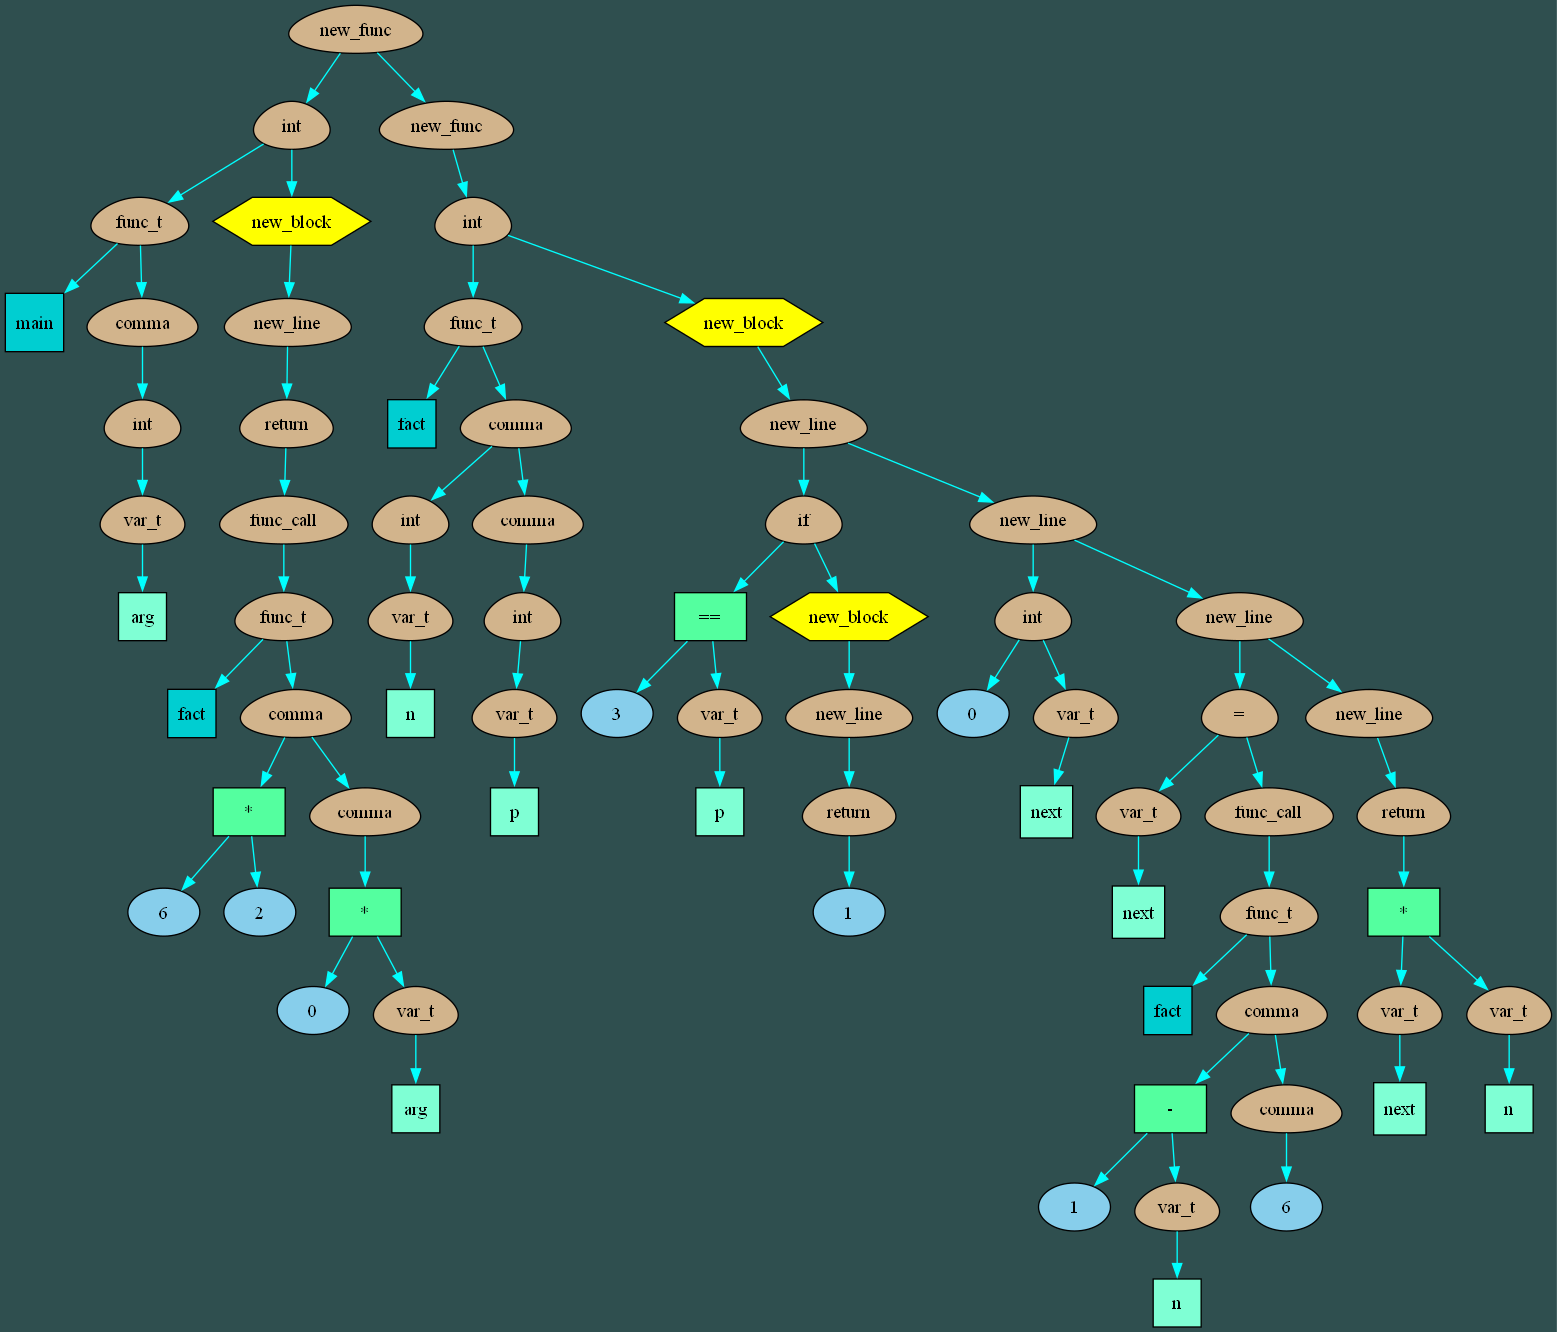 new_func
int new_func
func_t new_block int
main comma new_line func_t new_block
int return fact comma new_line
var_t func_call int comma if new_line
arg func_t var_t int == new_block int new_line
fact comma n var_t 3 var_t new_line 0 var_t = new_line
* comma p p return next var_t func_call return
6 2 * 1 next func_t *
0 var_t fact comma var_t var_t
arg - comma next n
1 var_t 6
n